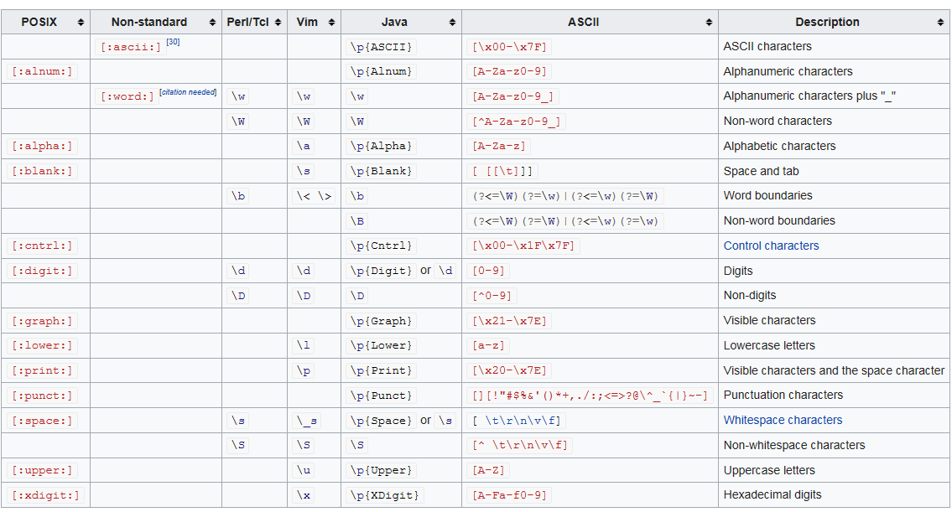 POSIX Non-standard Perl/Tcl Vim Java ASCII Description
[:ascii:] [30] \p{ASCII} [\x00-\x7F] ASCII characters
[:alnum:] \p{Alnum} [A-Za-z0-9] Alphanumeric characters
[:word:] [citation needed] \w \w \w [A-Za-z0-9_] Alphanumeric characters plus "_"
\W \W \W [^A-Za-z0-9_] Non-word characters
[:alpha:] \a \p{Alpha} [A-Za-z] Alphabetic characters
[:blank:] \s \p{Blank} [ [[\t]]] Space and tab
\b \< \> \b (?<=\W)(?=\w)|(?<=\w)(?=\W) Word boundaries
\B (?<=\W)(?=\W)|(?<=\w)(?=\w) Non-word boundaries
[:cntrl:] \p{Cntrl} [\x00-\x1F\x7F] Control characters
[:digit:] \d \d \p{Digit} or \d [0-9] Digits
\D \D \D [^0-9] Non-digits
[:graph:] \p{Graph} [\x21-\x7E] Visible characters
[:lower:] \l \p{Lower} [a-z] Lowercase letters
[:print:] \p \p{Print} [\x20-\x7E] Visible characters and the space character
[:punct:] \p{Punct} [][!"#$%&'()*+,./:;<=>?@\^_`{|}~-] Punctuation characters
[:space:] \s \_s \p{Space} or \s [ \t\r\n\v\f] Whitespace characters
\S \S \S [^ \t\r\n\v\f] Non-whitespace characters
[:upper:] \u \p{Upper} [A-Z] Uppercase letters
[:xdigit:] \x \p{XDigit} [A-Fa-f0-9] Hexadecimal digits